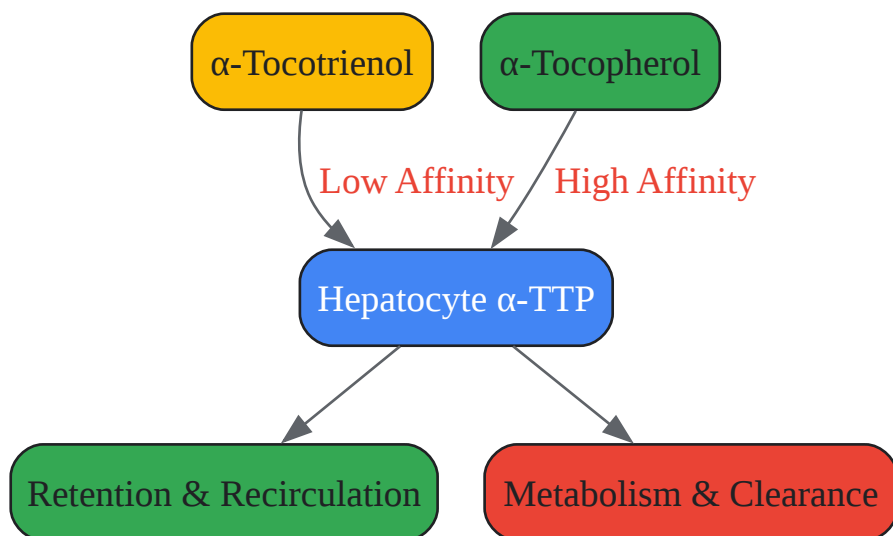 α-Tocotrienol
α-Tocopherol
Low Affinity
High Affinity
Hepatocyte α-TTP
Retention & Recirculation
Metabolism & Clearance